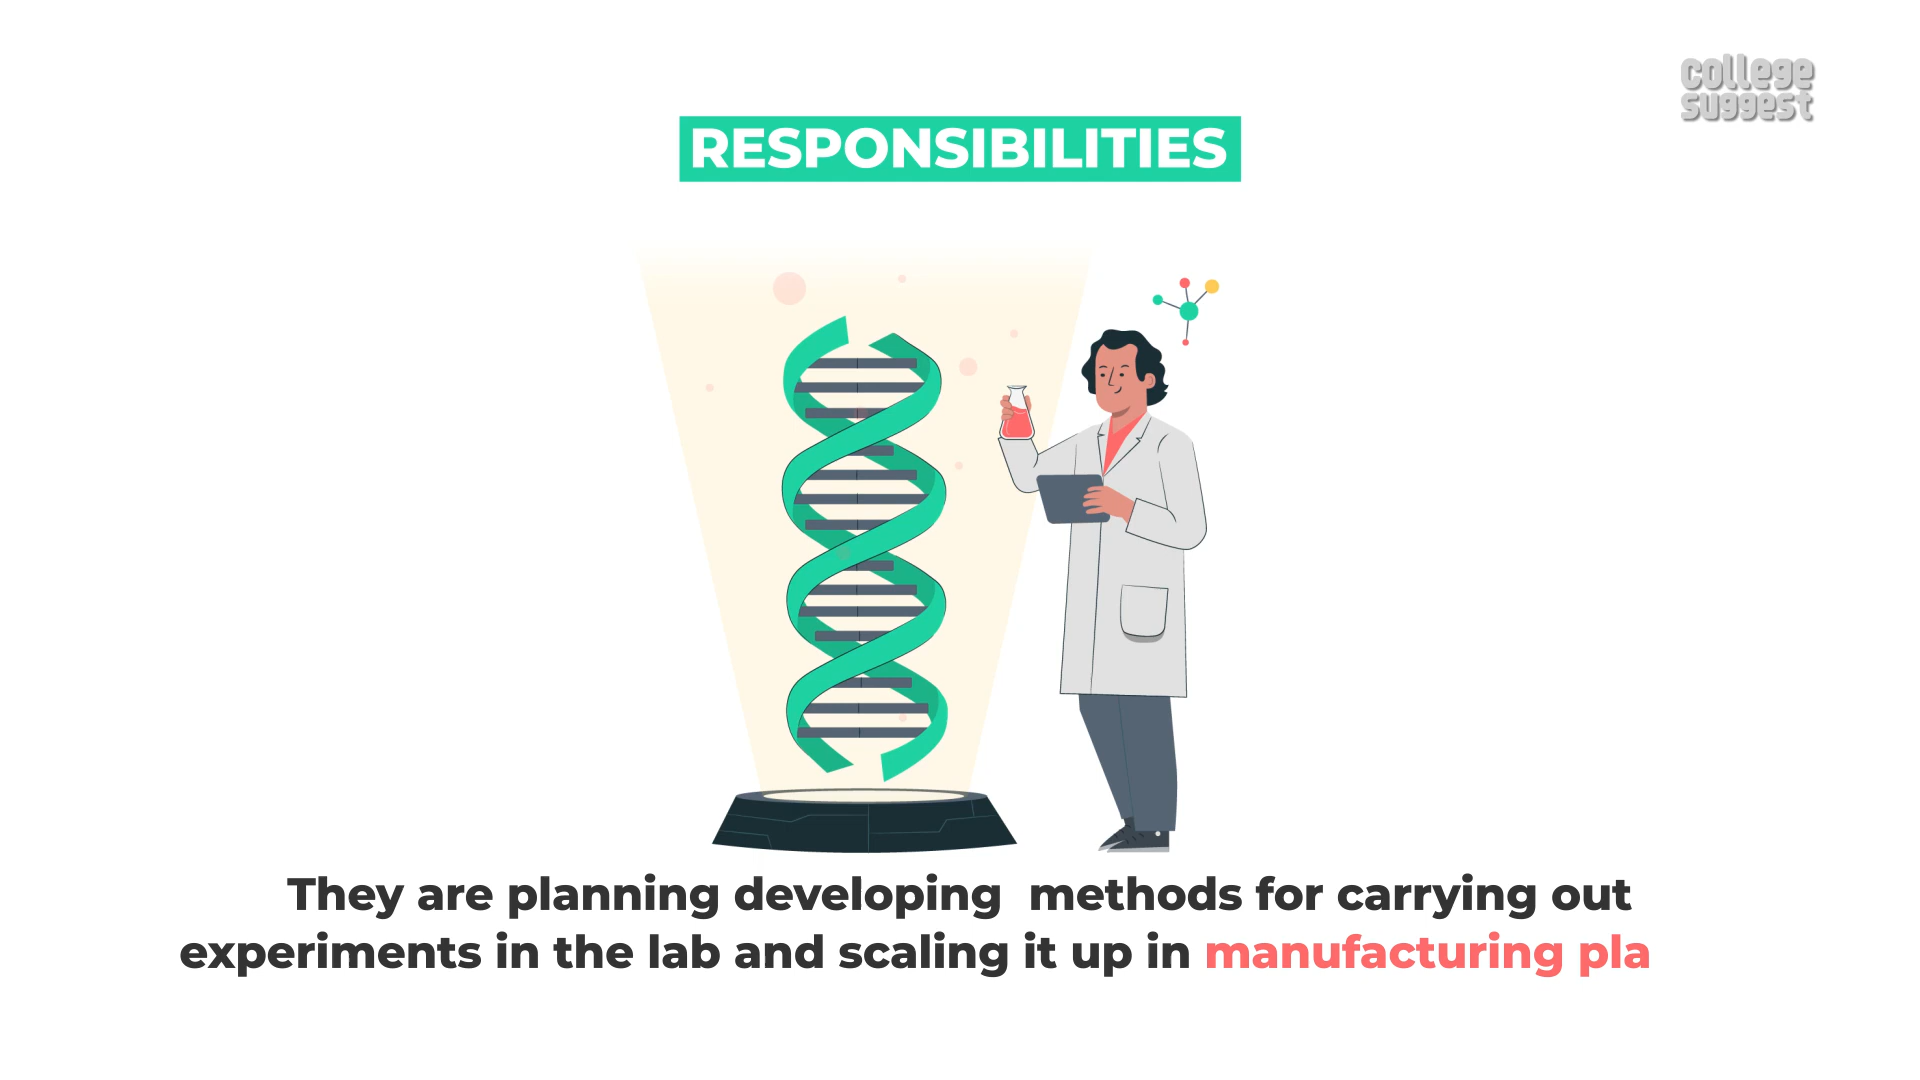 college
suggest
RESPONSIBILITIES
They are planning developing  methods for carrying out
experiments in the lab and scaling it up in manufacturing pla